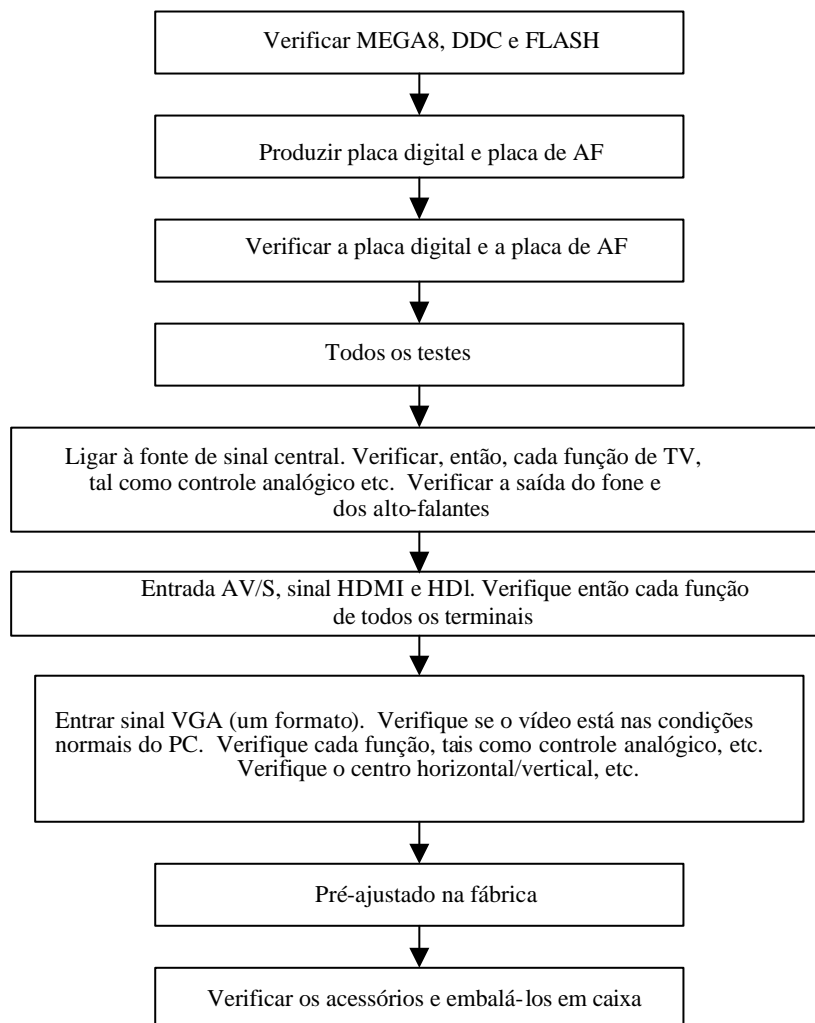 Verificar MEGA8, DDC e FLASH
Produzir placa digital e placa de AF
Verificar a placa digital e a placa de AF
Todos os testes
Ligar à fonte de sinal central. Verificar, então, cada função de TV,
tal como controle analógico etc. Verificar a saída do fone e
dos alto-falantes
Entrada AV/S, sinal HDMI e HDl. Verifique então cada função
de todos os terminais
Entrar sinal VGA (um formato). Verifique se o vídeo está nas condições
normais do PC. Verifique cada função, tais como controle analógico, etc.
Verifique o centro horizontal/vertical, etc.
Pré-ajustado na fábrica
Verificar os acessórios e embalá-los em caixa